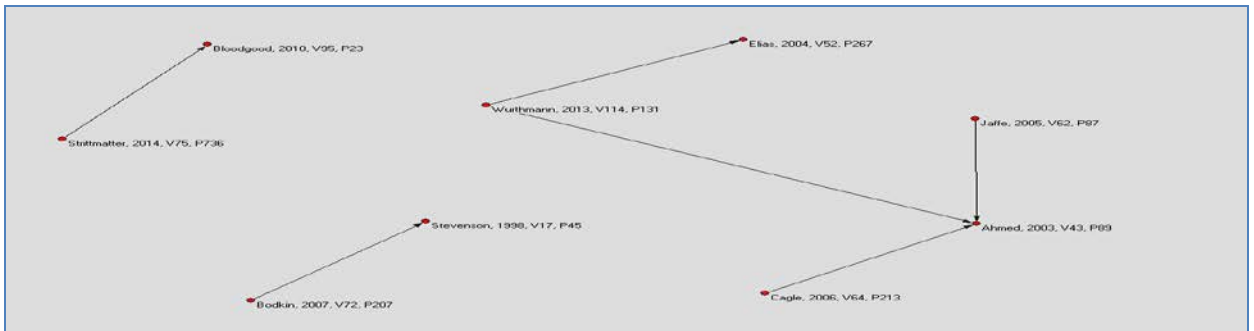 Elias, 2004, V52, P267
Bloodgood, 2010, V95, P23
Wurthmann, 2013, V114, P131
Jaffe, 2005, V62, P87
Strittmatter, 2014, V75, P736
Stevenson, 1998, V17, P45
Ahmed, 2003, V43, P89
Cagle, 2006, V64, P213
Bodkin, 2007, V72, P207